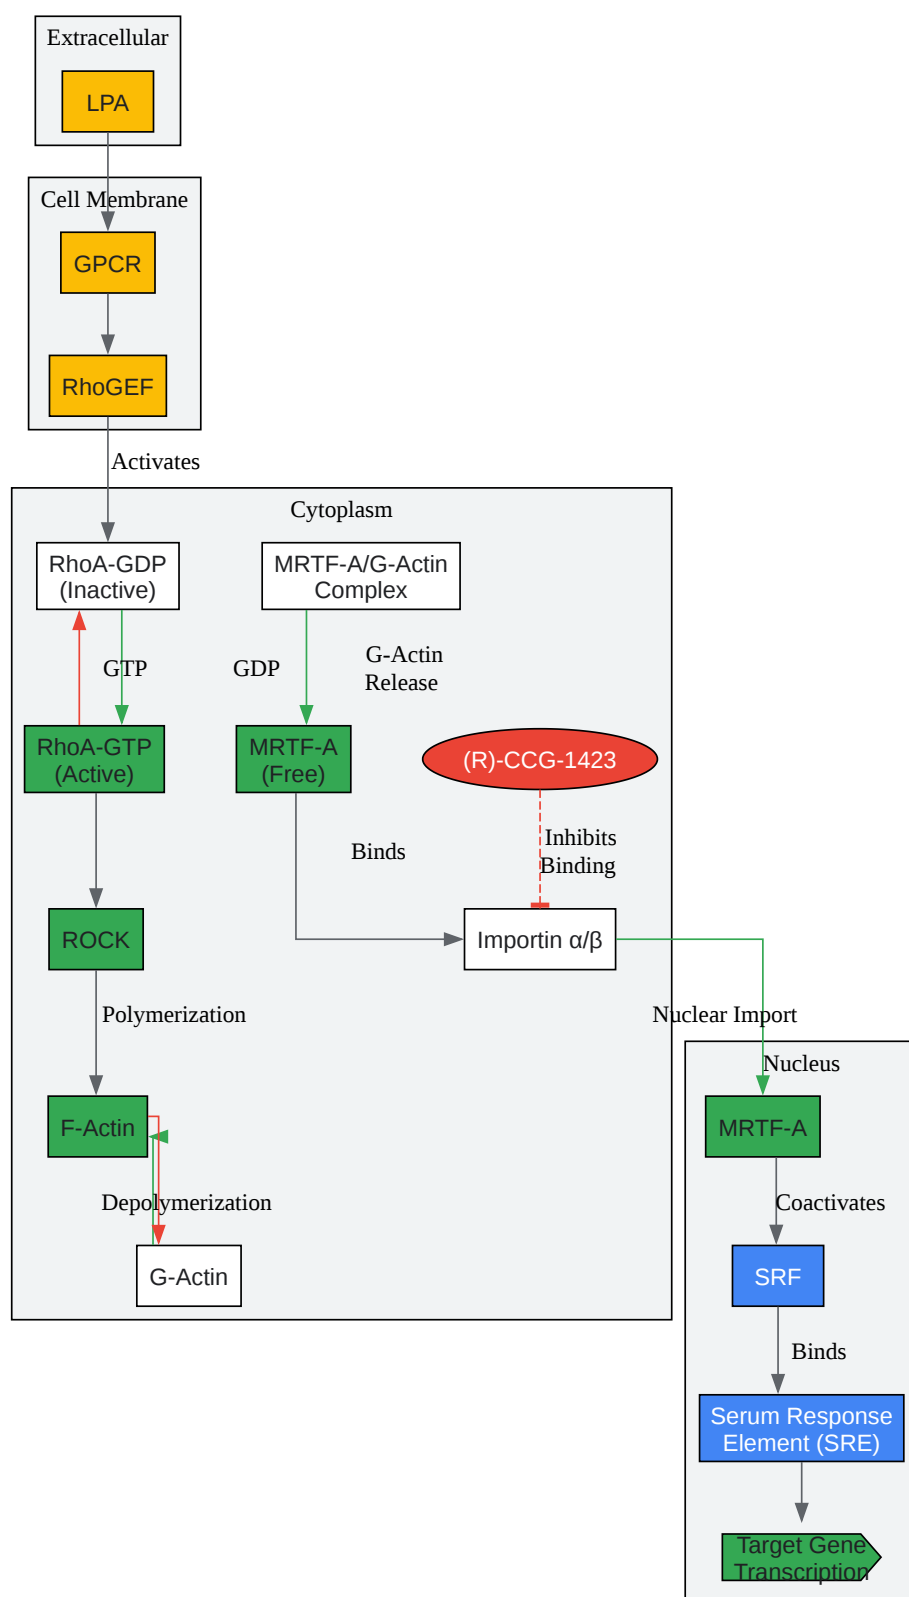 Extracellular
LPA
Cell Membrane
GPCR
RhoGEF
Activates
Cytoplasm
RhoA-GDP
(Inactive)
MRTF-A/G-Actin
Complex
GTP
GDP
G-Actin
Release
RhoA-GTP
(Active)
MRTF-A
(Free)
(R)-CCG-1423
Binds
Inhibits
Binding
ROCK
Importin α/β
Polymerization
Nuclear Import
Nucleus
F-Actin
MRTF-A
Depolymerization
Coactivates
G-Actin
SRF
Binds
Serum Response
Element (SRE)
Target Gene
Transcription